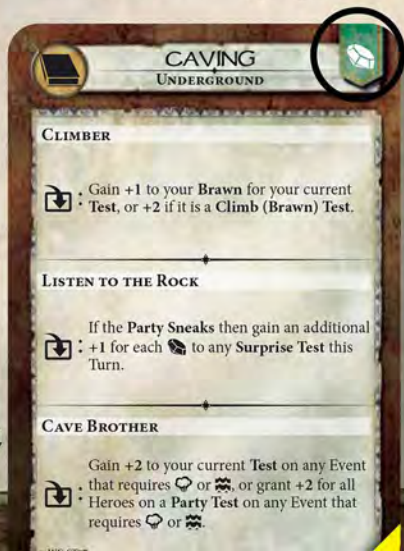 CAVING
UNDERGROUND
CLIMBER
: Gain +1 to your Brawn for your current
Test, or +2 if it is a Climb (Brawn) Test.
LISTEN TO THE ROCK
If the Party Sneaks then gain an additional
: +1 for each to any Surprise Test this
Turn.
CAVE BROTHER
Gain +2 to your current Test on any Event
: that requires or , or grant +2 for all
Heroes on a Party Test on any Event that
requires or .